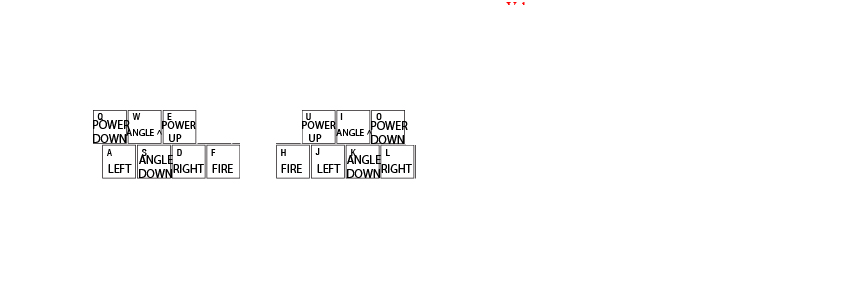 Q W E U I O
POWER DOWN ANGLE ^ POWER UP POWER UP ANGLE ^ POWER DOWN
A S D F H J K L
LEFT ANGLE DOWN RIGHT FIRE FIRE LEFT ANGLE DOWN RIGHT